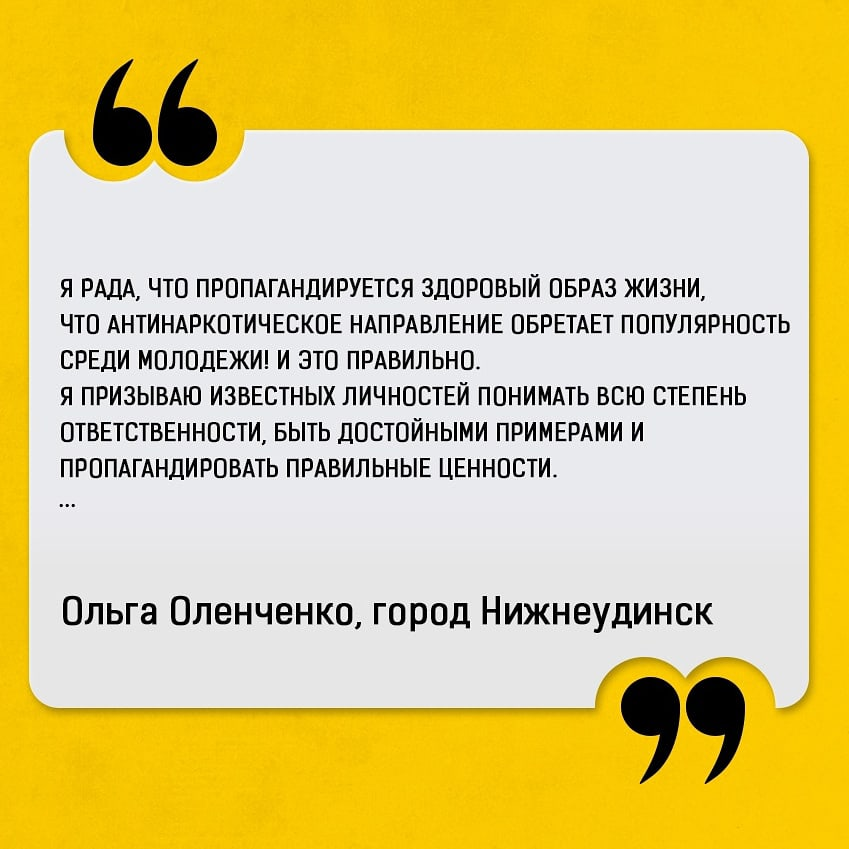 Я РАДА, ЧТО ПРОПАГАНДИРУЕТСЯ ЗДОРОВЫЙ ОБРАЗ ЖИЗНИ,
ЧТО АНТИНАРКОТИЧЕСКОЕ НАПРАВЛЕНИЕ ОБРЕТАЕТ ПОПУЛЯРНОСТЬ
СРЕДИ МОЛОДЕЖИ! И ЭТО ПРАВИЛЬНО.
Я ПРИЗЫВАЮ ИЗВЕСТНЫХ ЛИЧНОСТЕЙ ПОНИМАТЬ ВСЮ СТЕПЕНЬ
ОТВЕТСТВЕННОСТИ, БЫТЬ ДОСТОЙНЫМИ ПРИМЕРАМИ И
ПРОПАГАНДИРОВАТЬ ПРАВИЛЬНЫЕ ЦЕННОСТИ.
...
Ольга Оленченко, город Нижнеудинск